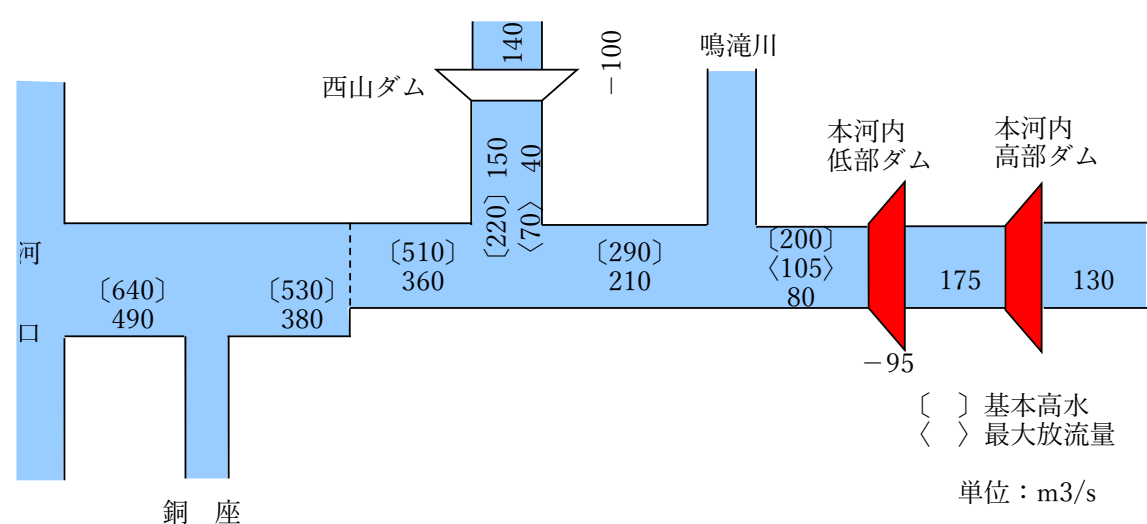 140
－100
鳴滝川
西山ダム
本河内
低部ダム
本河内
高部ダム
〔220〕150
〈70〉 40
河
口
〔640〕
490
〔530〕
380
〔510〕
360
〔290〕
210
〔200〕
〈105〉
80
175
130
－95
〔　〕基本高水
〈　〉最大放流量
単位：m3/s
銅　座